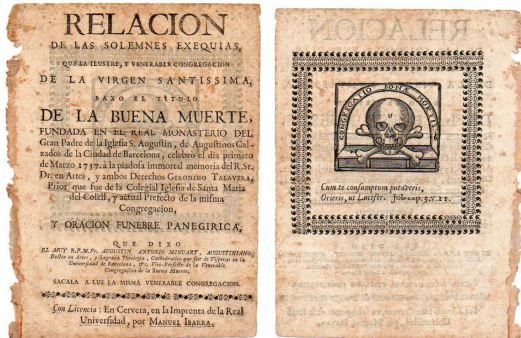 RELACION
DE LAS SOLEMNES EXEQUIAS,
QUE LA ILUSTRE, Y VENERABLE CONGREGACION
DE LA VIRGEN SANTISSIMA,
BAXO EL TITULO
DE LA BUENA MUERTE,
FUNDADA EN EL REAL MONASTERIO DEL
Gran Padre de la Iglesia S. Augustin, de Augustinos Cal-
zados de la Ciudad de Barcelona, celebrò el dia primero
de Marzo 1737. à la piadosa immortal memoria del R. Sr.
Dr. en Artes, y ambos Derechos GERONIMO TALAVERA,
Prior que fue de la Colegial Iglesia de Santa Maria
del Colell, y actual Prefecto de la misma
Congregacion,
Y ORACION FUNEBRE PANEGIRICA,
QUE DIXO
EL MUY R.P.M.Fr. AUGUSTIN ANTONIO MINUART, AUGUSTINIANO,
Doctor en Artes, y Sagrada Theologia, Cathedratico que fue de Visperas en la
Universidad de Barcelona, &c. Vice-Prefecto de la Venerable
Congregacion de la Buena Muerte.
SACALA A LUZ LA MISMA VENERABLE CONGREGACION.
Con Licencia: En Cervera, en la Imprenta de la Real
Universidad, por MANUEL IBARRA.
CONGREGATIO BONÆ MORTIS
Cum te consumptum putaveris,
Orieris, ut Lucifer. Job cap. 3. V. 21.